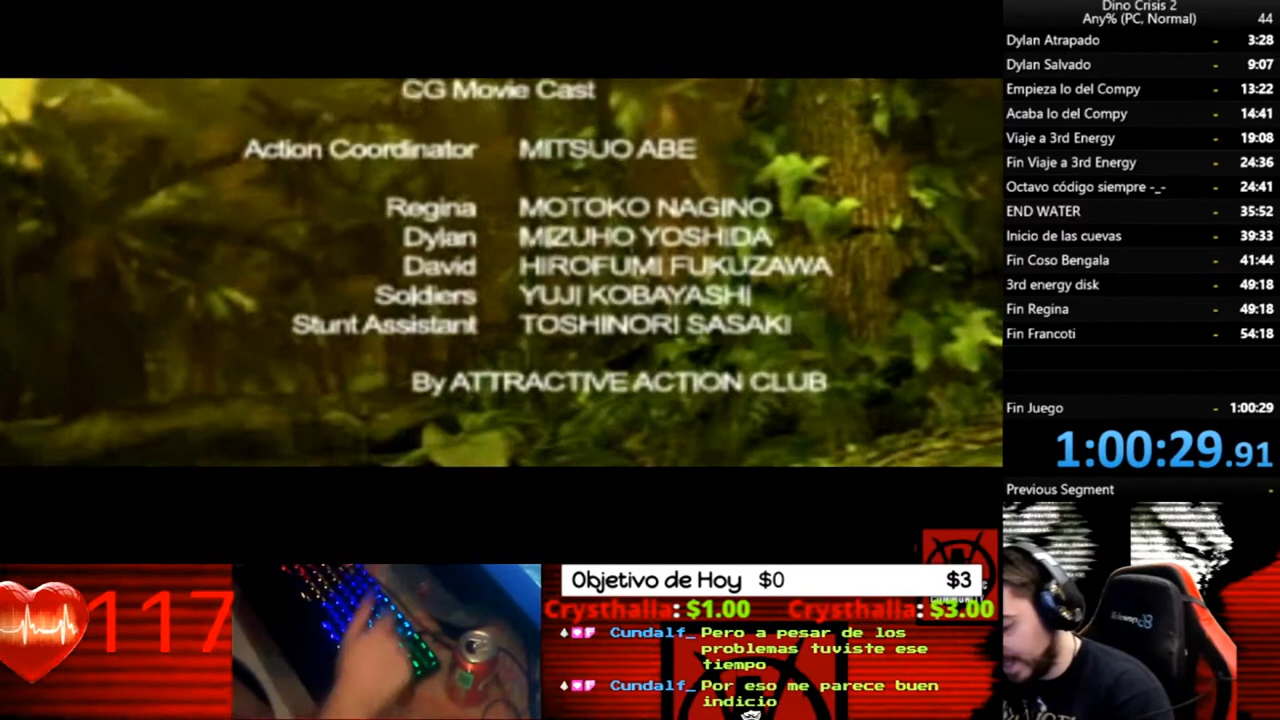 CG Movie Cast
Action Coordinator MITSUO ABE
Regina MOTOKO NAGINO
Dylan MIZUHO YOSHIDA
David HIROFUMI FUKUZAWA
Soldiers YUJI KOBAYASHI
Stunt Assistant TOSHINORI SASAKI
By ATTRACTIVE ACTION CLUB
Dino Crisis 2
Any% (PC, Normal) 44
Dylan Atrapado - 3:28
Dylan Salvado - 9:07
Empieza lo del Compy - 13:22
Acaba lo del Compy - 14:41
Viaje a 3rd Energy - 19:08
Fin Viaje a 3rd Energy - 24:36
Octavo código siempre -_- - 24:41
END WATER - 35:52
Inicio de las cuevas - 39:33
Fin Coso Bengala - 41:44
3rd energy disk - 49:18
Fin Regina - 49:18
Fin Francoti - 54:18
Fin Juego - 1:00:29
1:00:29.91
Previous Segment -
117
Objetivo de Hoy $0 $3
Crysthalia: $1.00 Crysthalia: $3.00
Cundalf_ Pero a pesar de los
problemas tuviste ese
tiempo
Cundalf_ Por eso me parece buen
indicio